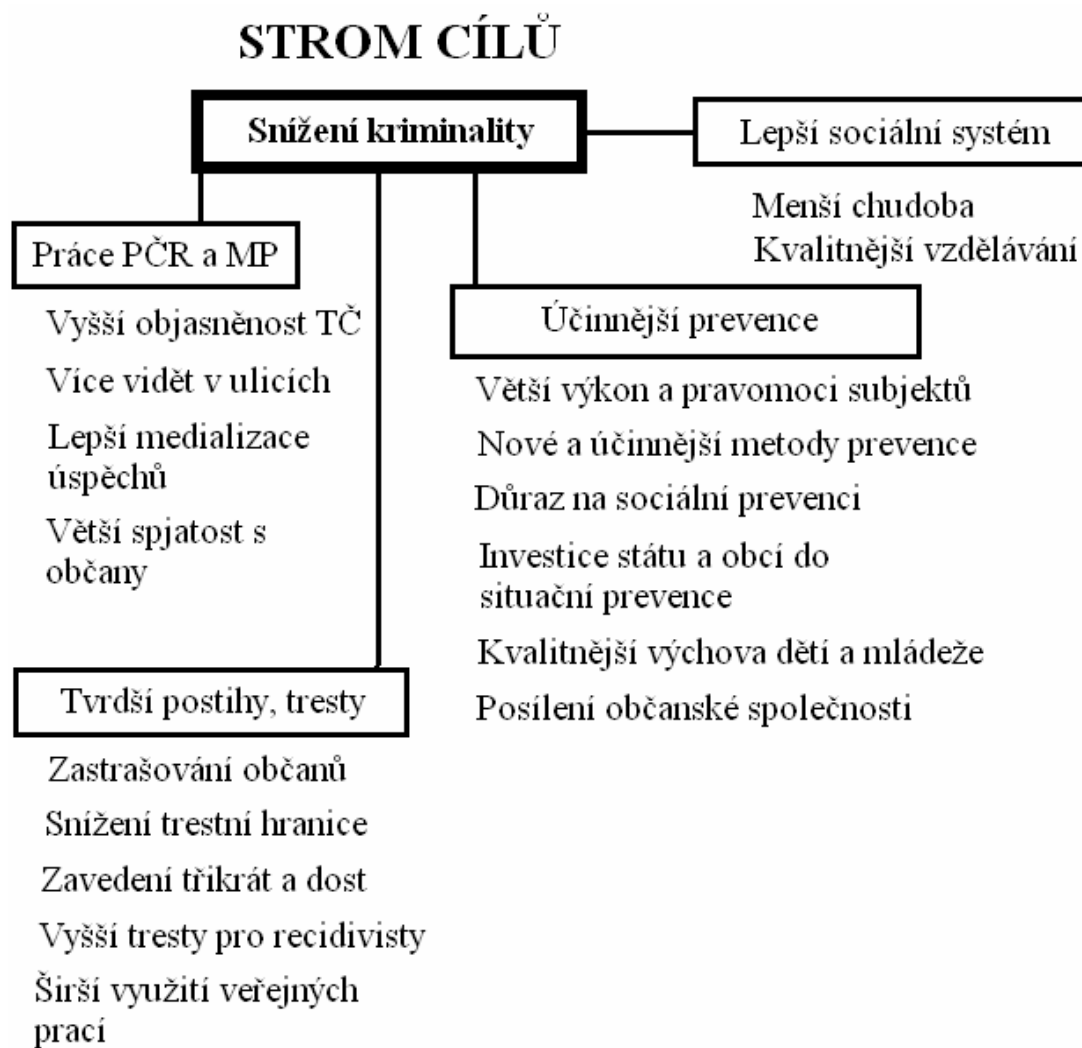 STROM CÍLŮ
Snížení kriminality
Lepší sociální systém
Menší chudoba
Kvalitnější vzdělávání
Práce PČR a MP
Vyšší objasněnost TČ
Více vidět v ulicích
Lepší medializace
úspěchů
Větší spjatost s
občany
Účinnější prevence
Větší výkon a pravomoci subjektů
Nové a účinnější metody prevence
Důraz na sociální prevenci
Investice státu a obcí do
situační prevence
Kvalitnější výchova dětí a mládeže
Posílení občanské společnosti
Tvrdší postihy, tresty
Zastrašování občanů
Snížení trestní hranice
Zavedení třikrát a dost
Vyšší tresty pro recidivisty
Širší využití veřejných
prací